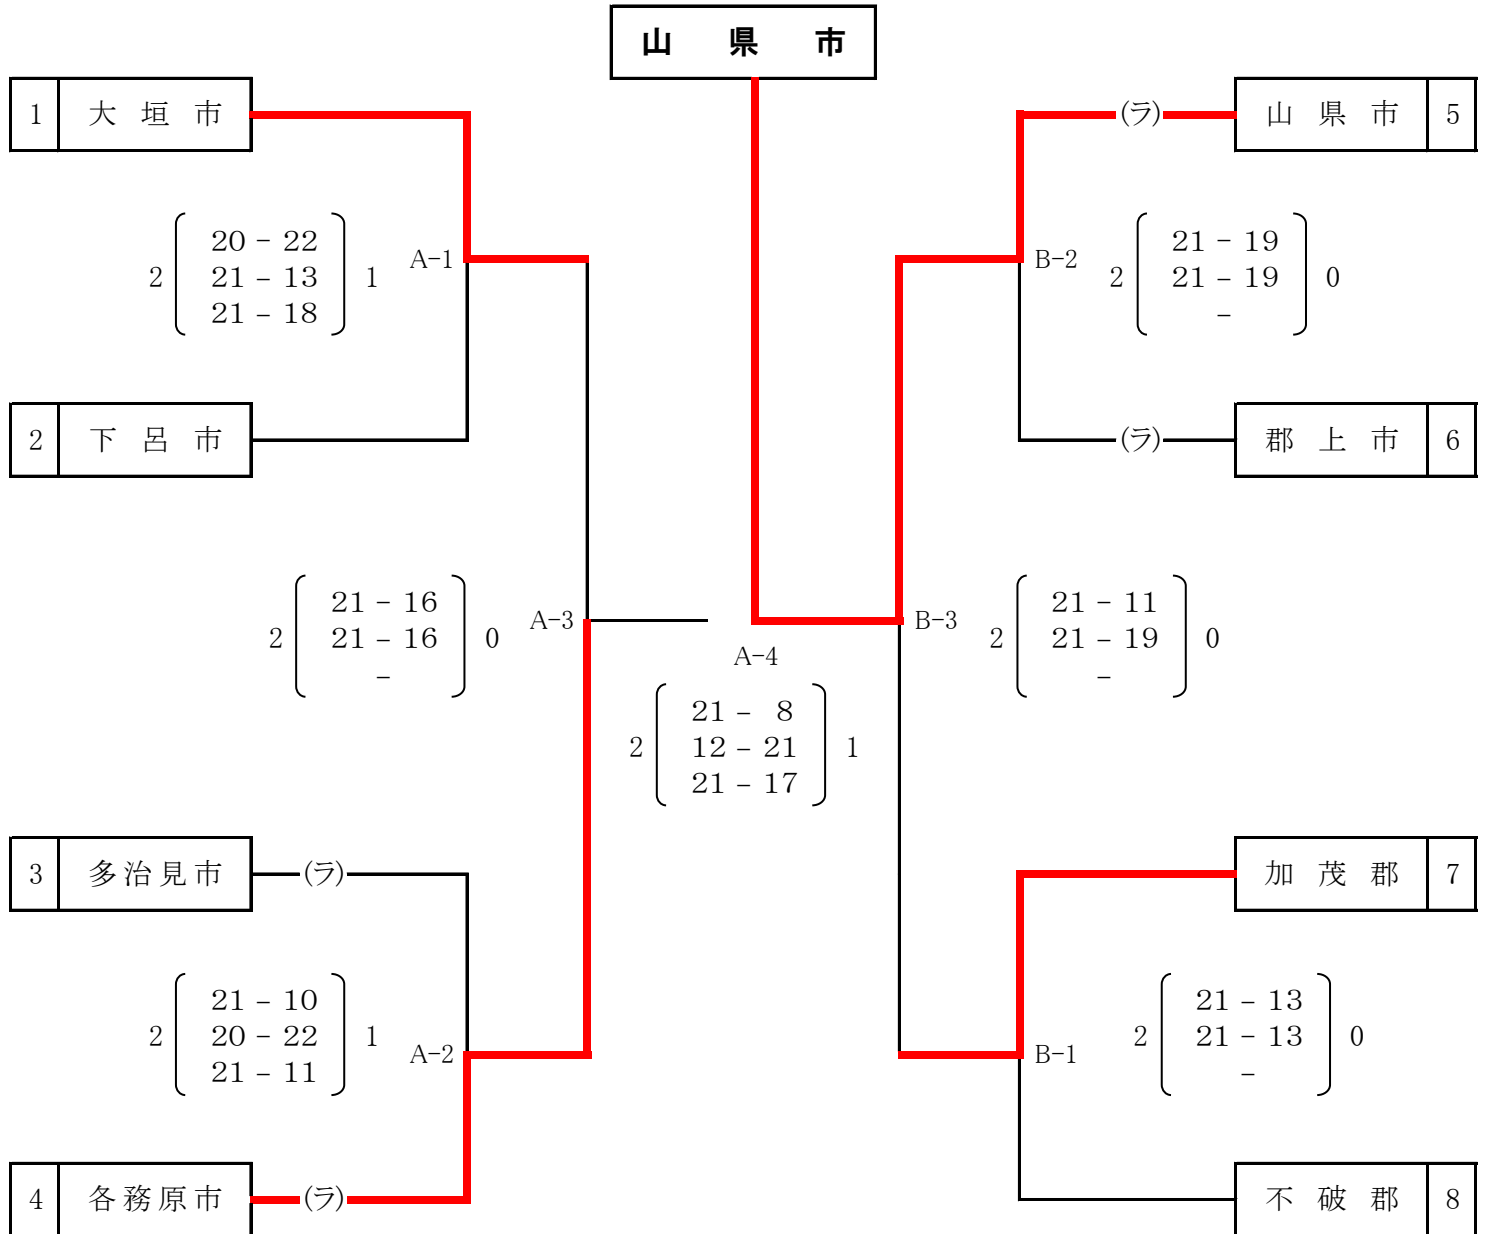 山 県 市
1 大 垣 市
(ラ) 山 県 市 5
2 20 - 22 1
21 - 13
21 - 18
A-1
B-2
2 21 - 19 0
21 - 19
-
2 下 呂 市
(ラ) 郡 上 市 6
2 21 - 16 0
21 - 16
-
A-3
B-3
2 21 - 11 0
21 - 19
-
A-4
2 21 - 8 1
12 - 21
21 - 17
3 多治見市 (ラ)
加 茂 郡 7
2 21 - 10 1
20 - 22
21 - 11
A-2
B-1
2 21 - 13 0
21 - 13
-
4 各務原市 (ラ)
不 破 郡 8